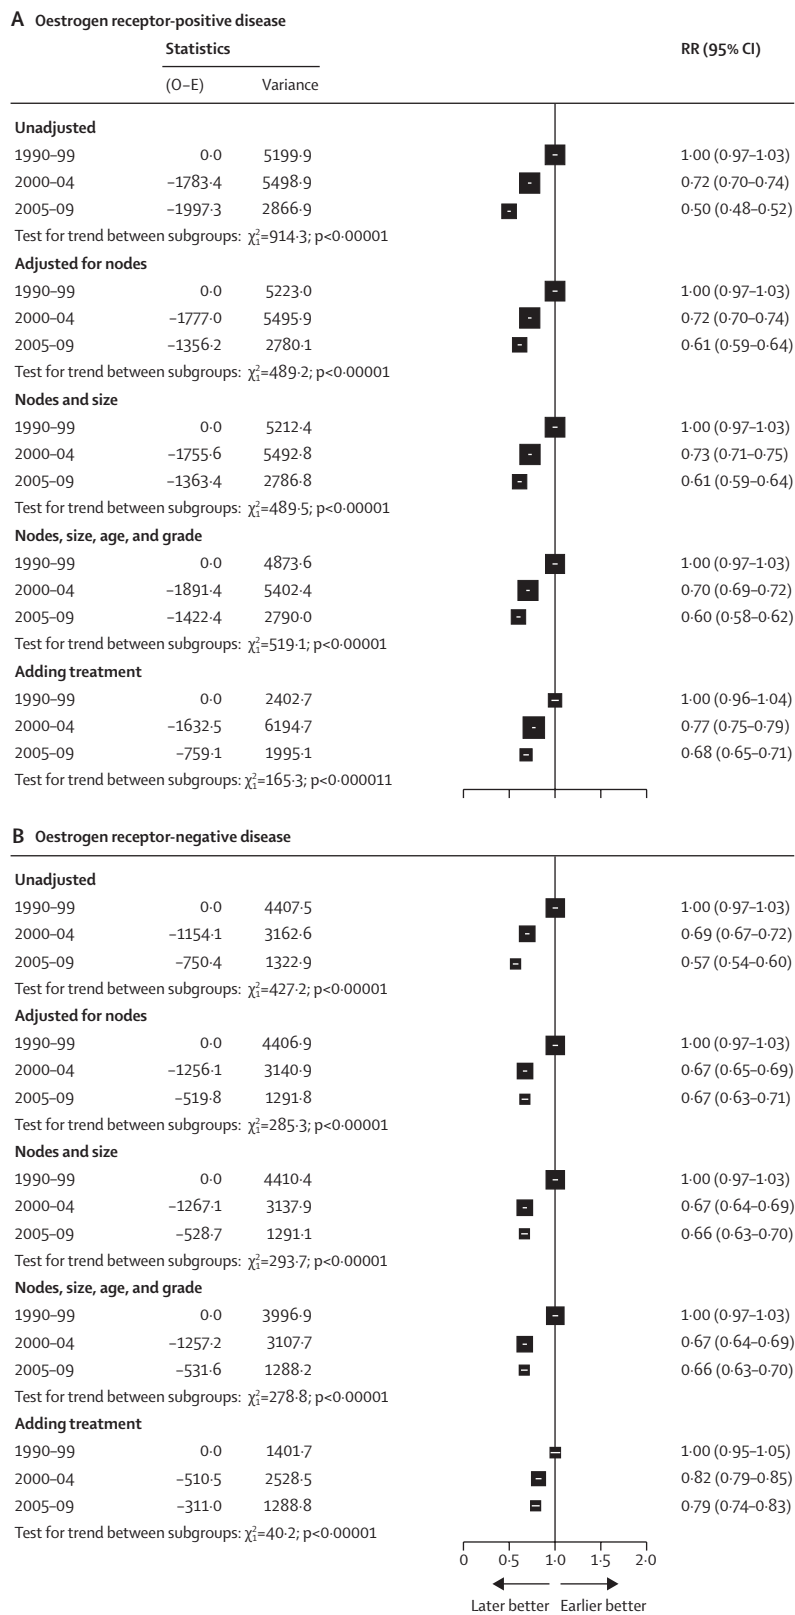 A Oestrogen receptor-positive disease
Statistics RR (95% CI)
(O–E) Variance
Unadjusted
1990–99 0·0 5199·9 1·00 (0·97–1·03)
2000–04 –1783·4 5498·9 0·72 (0·70–0·74)
2005–09 –1997·3 2866·9 0·50 (0·48–0·52)
Test for trend between subgroups: χ²₁=914·3; p<0·00001
Adjusted for nodes
1990–99 0·0 5223·0 1·00 (0·97–1·03)
2000–04 –1777·0 5495·9 0·72 (0·70–0·74)
2005–09 –1356·2 2780·1 0·61 (0·59–0·64)
Test for trend between subgroups: χ²₁=489·2; p<0·00001
Nodes and size
1990–99 0·0 5212·4 1·00 (0·97–1·03)
2000–04 –1755·6 5492·8 0·73 (0·71–0·75)
2005–09 –1363·4 2786·8 0·61 (0·59–0·64)
Test for trend between subgroups: χ²₁=489·5; p<0·00001
Nodes, size, age, and grade
1990–99 0·0 4873·6 1·00 (0·97–1·03)
2000–04 –1891·4 5402·4 0·70 (0·69–0·72)
2005–09 –1422·4 2790·0 0·60 (0·58–0·62)
Test for trend between subgroups: χ²₁=519·1; p<0·00001
Adding treatment
1990–99 0·0 2402·7 1·00 (0·96–1·04)
2000–04 –1632·5 6194·7 0·77 (0·75–0·79)
2005–09 –759·1 1995·1 0·68 (0·65–0·71)
Test for trend between subgroups: χ²₁=165·3; p<0·000011
B Oestrogen receptor-negative disease
Unadjusted
1990–99 0·0 4407·5 1·00 (0·97–1·03)
2000–04 –1154·1 3162·6 0·69 (0·67–0·72)
2005–09 –750·4 1322·9 0·57 (0·54–0·60)
Test for trend between subgroups: χ²₁=427·2; p<0·00001
Adjusted for nodes
1990–99 0·0 4406·9 1·00 (0·97–1·03)
2000–04 –1256·1 3140·9 0·67 (0·65–0·69)
2005–09 –519·8 1291·8 0·67 (0·63–0·71)
Test for trend between subgroups: χ²₁=285·3; p<0·00001
Nodes and size
1990–99 0·0 4410·4 1·00 (0·97–1·03)
2000–04 –1267·1 3137·9 0·67 (0·64–0·69)
2005–09 –528·7 1291·1 0·66 (0·63–0·70)
Test for trend between subgroups: χ²₁=293·7; p<0·00001
Nodes, size, age, and grade
1990–99 0·0 3996·9 1·00 (0·97–1·03)
2000–04 –1257·2 3107·7 0·67 (0·64–0·69)
2005–09 –531·6 1288·2 0·66 (0·63–0·70)
Test for trend between subgroups: χ²₁=278·8; p<0·00001
Adding treatment
1990–99 0·0 1401·7 1·00 (0·95–1·05)
2000–04 –510·5 2528·5 0·82 (0·79–0·85)
2005–09 –311·0 1288·8 0·79 (0·74–0·83)
Test for trend between subgroups: χ²₁=40·2; p<0·00001
0 0·5 1·0 1·5 2·0
Later better Earlier better